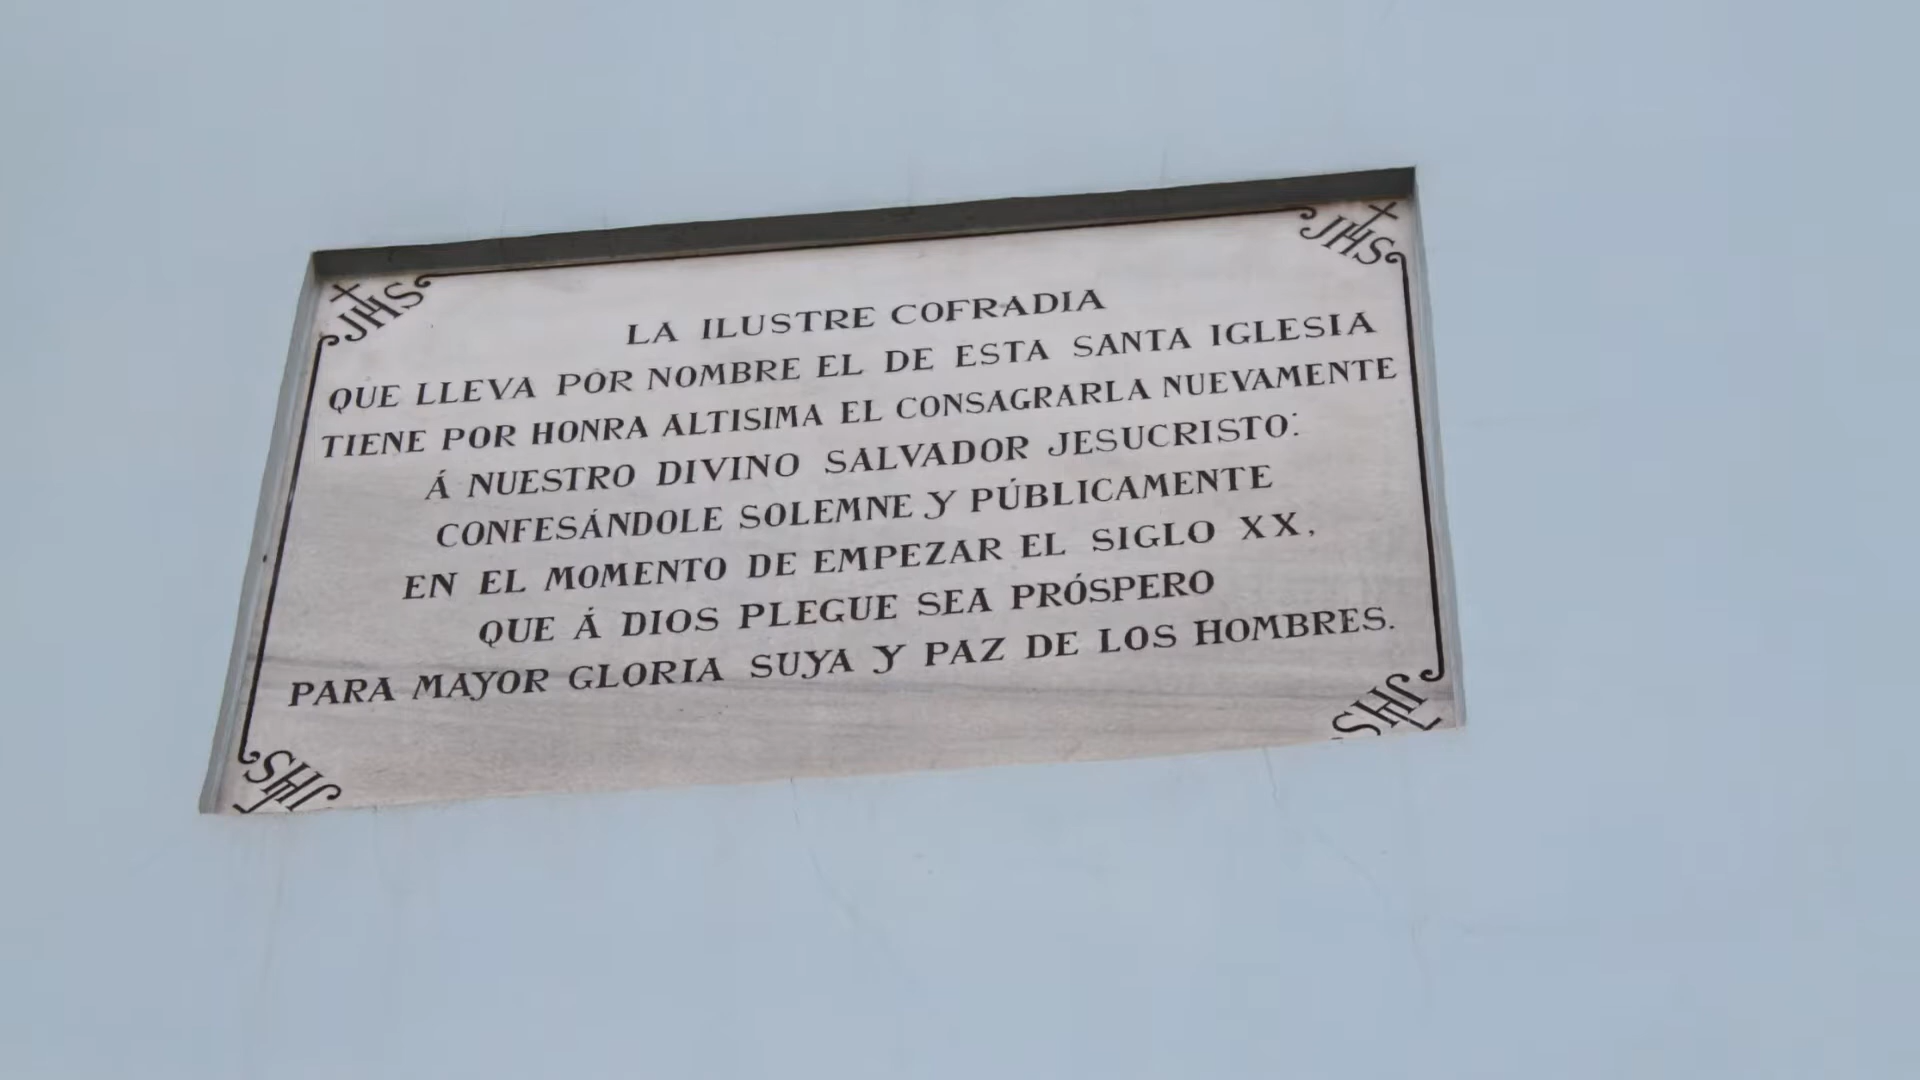 JHS JHS
LA ILUSTRE COFRADIA
QUE LLEVA POR NOMBRE EL DE ESTA SANTA IGLESIA
TIENE POR HONRA ALTISIMA EL CONSAGRARLA NUEVAMENTE
Á NUESTRO DIVINO SALVADOR JESUCRISTO:
CONFESÁNDOLE SOLEMNE Y PÚBLICAMENTE
EN EL MOMENTO DE EMPEZAR EL SIGLO XX,
QUE Á DIOS PLEGUE SEA PRÓSPERO
PARA MAYOR GLORIA SUYA Y PAZ DE LOS HOMBRES.
JHS JHS